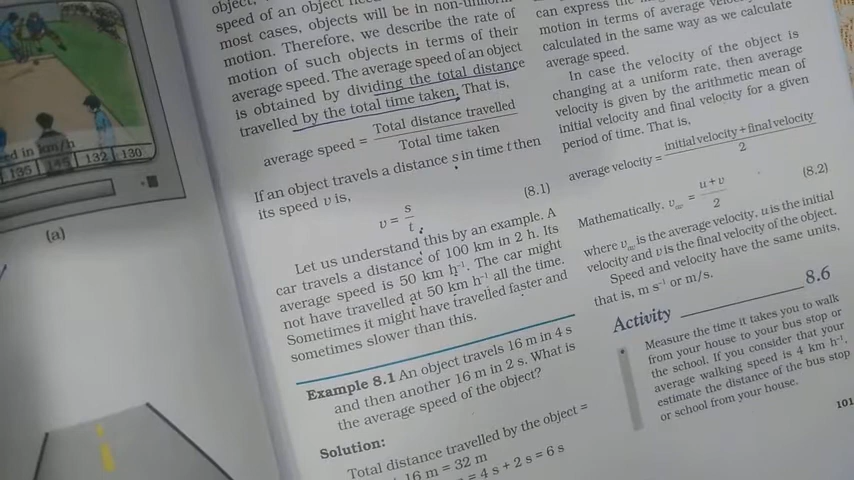 eed in km/h
135 145 132 130
(a)
object,
speed of an object
most cases, objects will be in non-uniform
motion. Therefore, we describe the rate of
motion of such objects in terms of their
average speed. The average speed of an object
is obtained by dividing the total distance
travelled by the total time taken. That is,
average speed = Total distance travelled
Total time taken
If an object travels a distance s in time t then
its speed v is,
v = s
t
(8.1)
Let us understand this by an example. A
car travels a distance of 100 km in 2 h. Its
average speed is 50 km h⁻¹. The car might
not have travelled at 50 km h⁻¹ all the time.
Sometimes it might have travelled faster and
sometimes slower than this.
Example 8.1 An object travels 16 m in 4 s
and then another 16 m in 2 s. What is
the average speed of the object?
Solution:
Total distance travelled by the object =
16 m = 32 m
= 4 s + 2 s = 6 s
can express the
motion in terms of average velocity
calculated in the same way as we calculate
average speed.
In case the velocity of the object is
changing at a uniform rate, then average
velocity is given by the arithmetic mean of
initial velocity and final velocity for a given
period of time. That is,
average velocity = initial velocity + final velocity
2
Mathematically, vₐᵥ = u + v
2
(8.2)
where vₐᵥ is the average velocity, u is the initial
velocity and v is the final velocity of the object.
Speed and velocity have the same units,
that is, m s⁻¹ or m/s.
Activity 8.6
• Measure the time it takes you to walk
from your house to your bus stop or
the school. If you consider that your
average walking speed is 4 km h⁻¹,
estimate the distance of the bus stop
or school from your house.
101